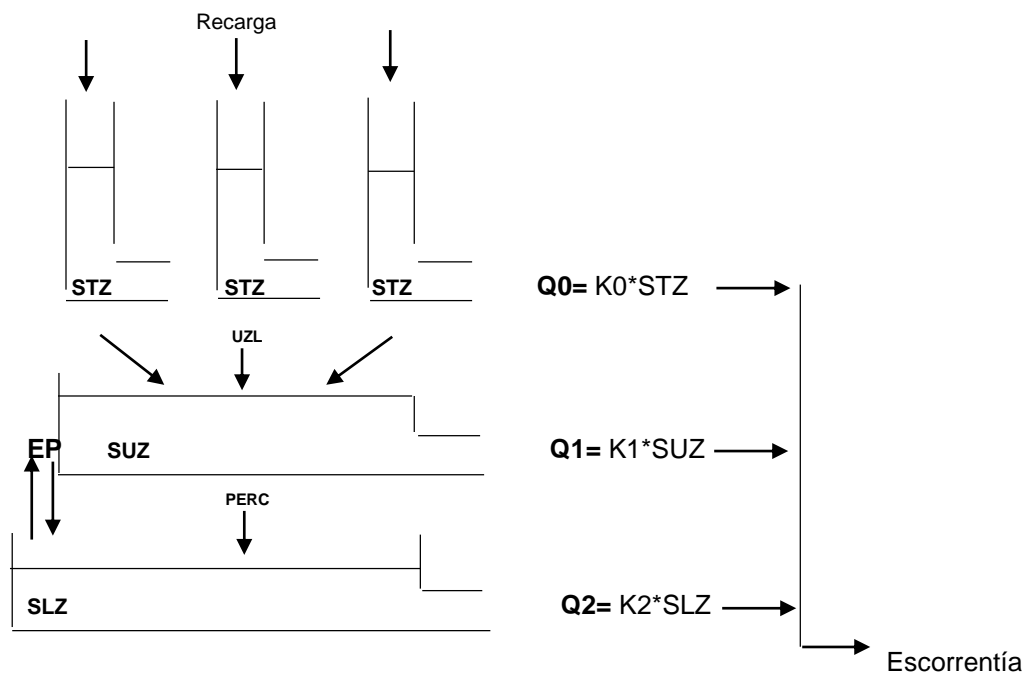 Recarga
STZ STZ STZ Q0= K0*STZ
UZL
EP SUZ Q1= K1*SUZ
PERC
SLZ Q2= K2*SLZ
Escorrentía